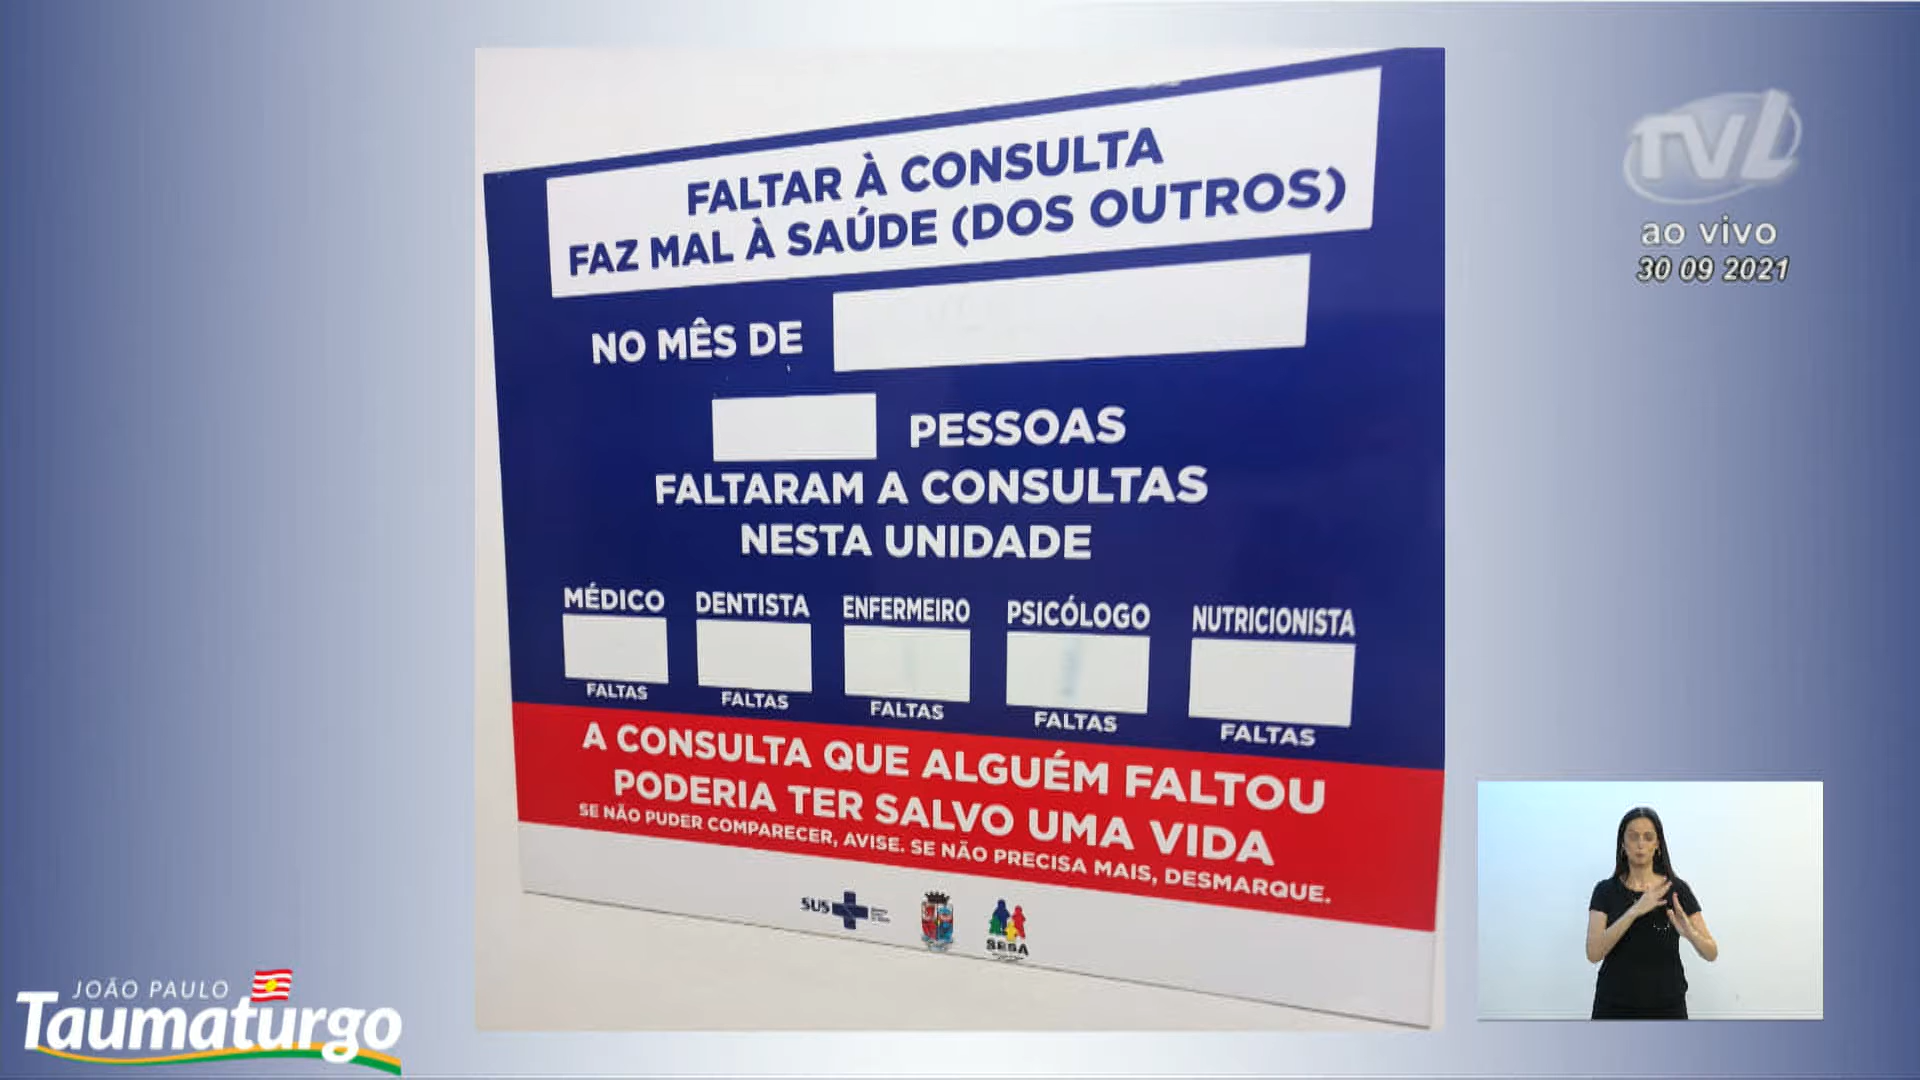 FALTAR À CONSULTA
FAZ MAL À SAÚDE (DOS OUTROS)
NO MÊS DE
PESSOAS
FALTARAM A CONSULTAS
NESTA UNIDADE
MÉDICO DENTISTA ENFERMEIRO PSICÓLOGO NUTRICIONISTA
FALTAS FALTAS FALTAS FALTAS FALTAS
A CONSULTA QUE ALGUÉM FALTOU
PODERIA TER SALVO UMA VIDA
SE NÃO PUDER COMPARECER, AVISE. SE NÃO PRECISA MAIS, DESMARQUE.
SUS
SESA
TVL
ao vivo
30 09 2021
JOÃO PAULO
Taumaturgo